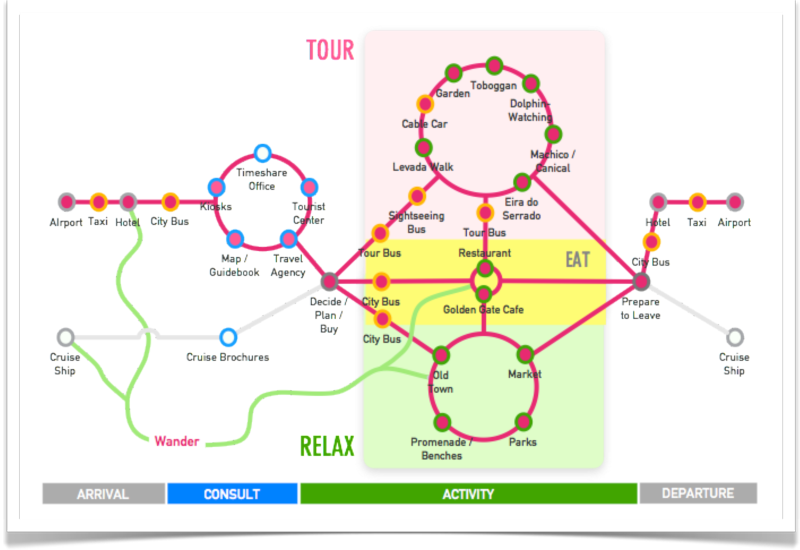 TOUR
Garden
Toboggan
Dolphin-
Watching
Cable Car
Machico /
Canical
Levada Walk
Eira do
Serrado
Sightseeing
Bus
Tour Bus
Tour Bus
Timeshare
Office
Kiosks
Tourist
Center
Map /
Guidebook
Travel
Agency
AIrport
Taxi
Hotel
City Bus
Hotel
Taxi
Airport
City Bus
Restaurant
EAT
Decide /
Plan /
Buy
City Bus
Golden Gate Cafe
Prepare
to Leave
City Bus
Cruise
Ship
Cruise Brochures
Cruise
Ship
Old
Town
Market
Wander
RELAX
Promenade /
Benches
Parks
ARRIVAL
CONSULT
ACTIVITY
DEPARTURE